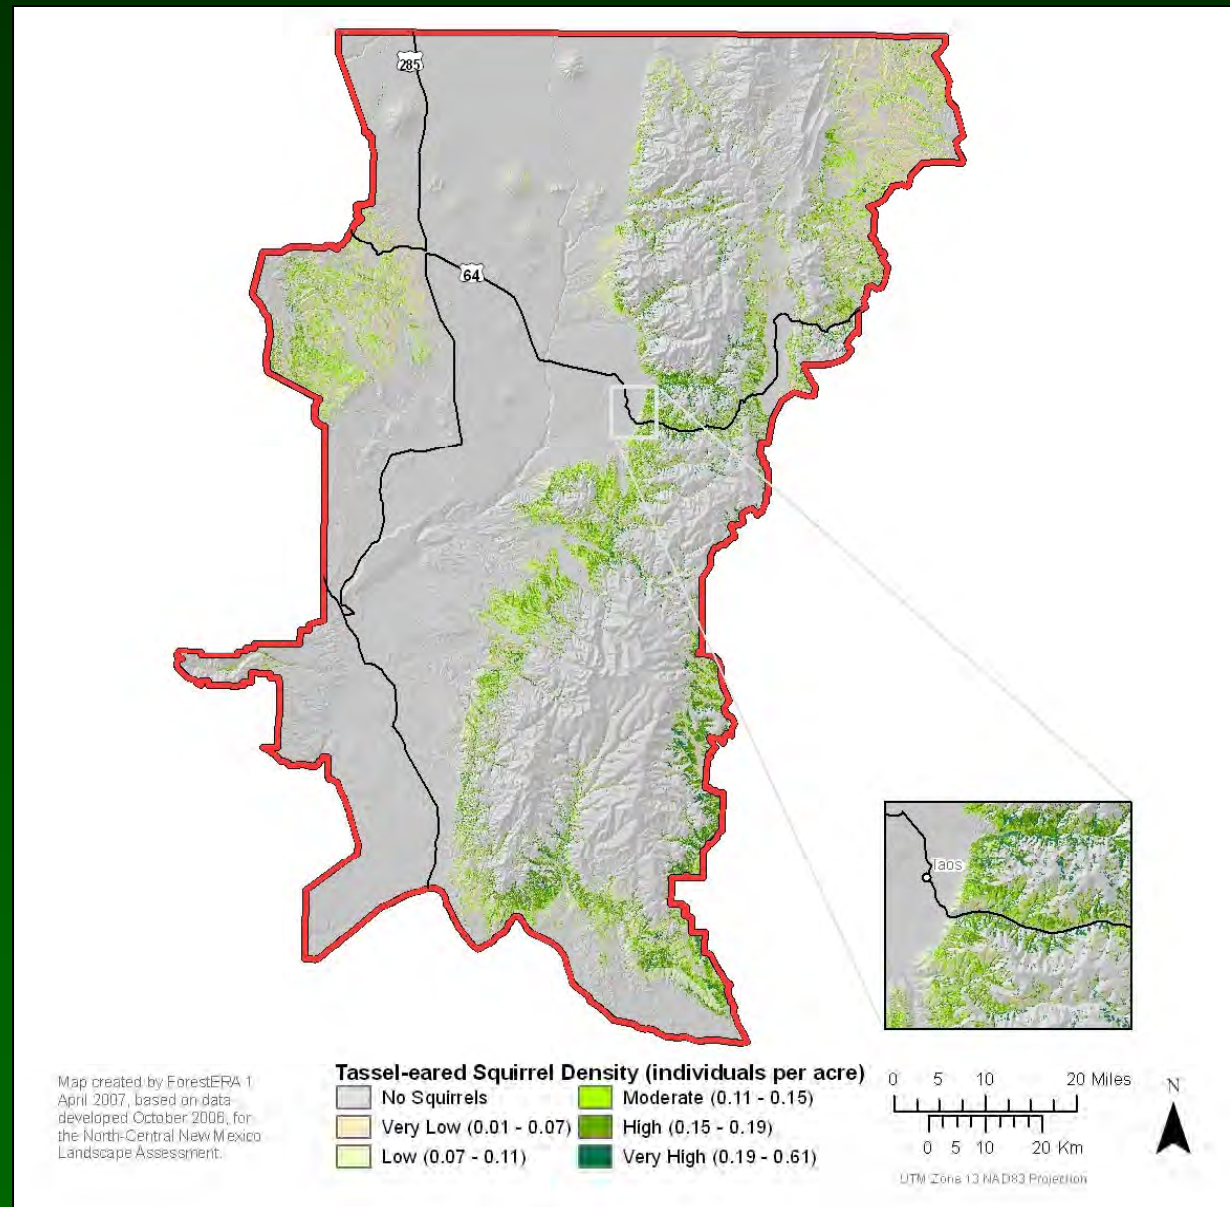 285
64
Taos
Map created by ForestERA 1
April 2007, based on data
developed October 2006, for
the North-Central New Mexico
Landscape Assessment.
Tassel-eared Squirrel Density (individuals per acre)
No Squirrels
Very Low (0.01 - 0.07)
Low (0.07 - 0.11)
Moderate (0.11 - 0.15)
High (0.15 - 0.19)
Very High (0.19 - 0.61)
0 5 10 20 Miles
0 5 10 20 Km
N
UTM Zone 13 NAD83 Projection